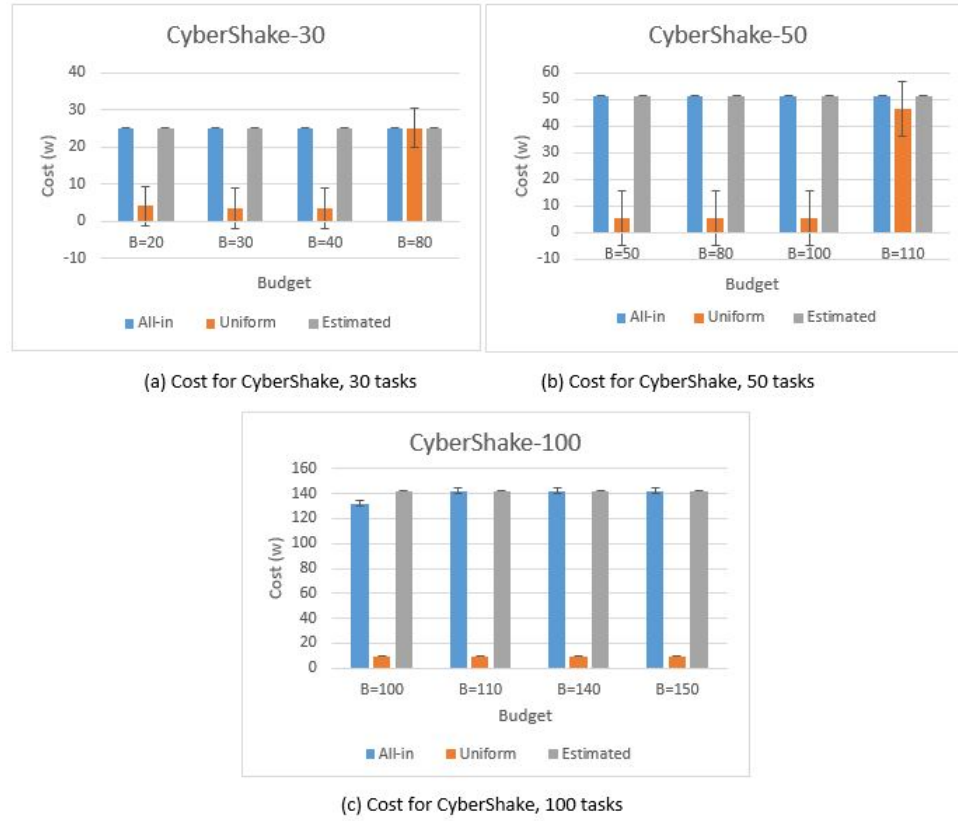 CyberShake-30
40
30
20
10
0
-10
Cost (w)
B=20 B=30 B=40 B=80
Budget
All-in Uniform Estimated
(a) Cost for CyberShake, 30 tasks
CyberShake-50
60
50
40
30
20
10
0
-10
Cost (w)
B=50 B=80 B=100 B=110
Budget
All-in Uniform Estimated
(b) Cost for CyberShake, 50 tasks
CyberShake-100
160
140
120
100
80
60
40
20
0
Cost (w)
B=100 B=110 B=140 B=150
Budget
All-in Uniform Estimated
(c) Cost for CyberShake, 100 tasks